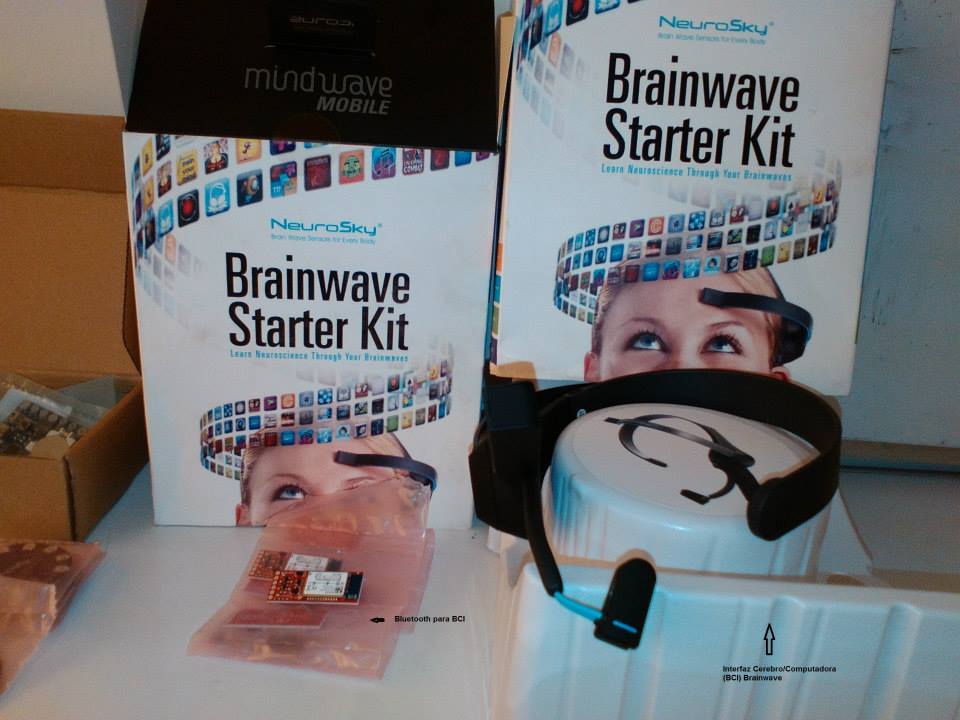 mindwave
MOBILE
NeuroSky®
Brain Wave Sensors for Every Body
Brainwave
Starter Kit
Learn Neuroscience Through Your Brainwaves
NeuroSky®
Brain Wave Sensors for Every Body
Brainwave
Starter Kit
Learn Neuroscience Through Your Brainwaves
Bluetooth para BCI
Interfaz Cerebro/Computadora
(BCI) Brainwave